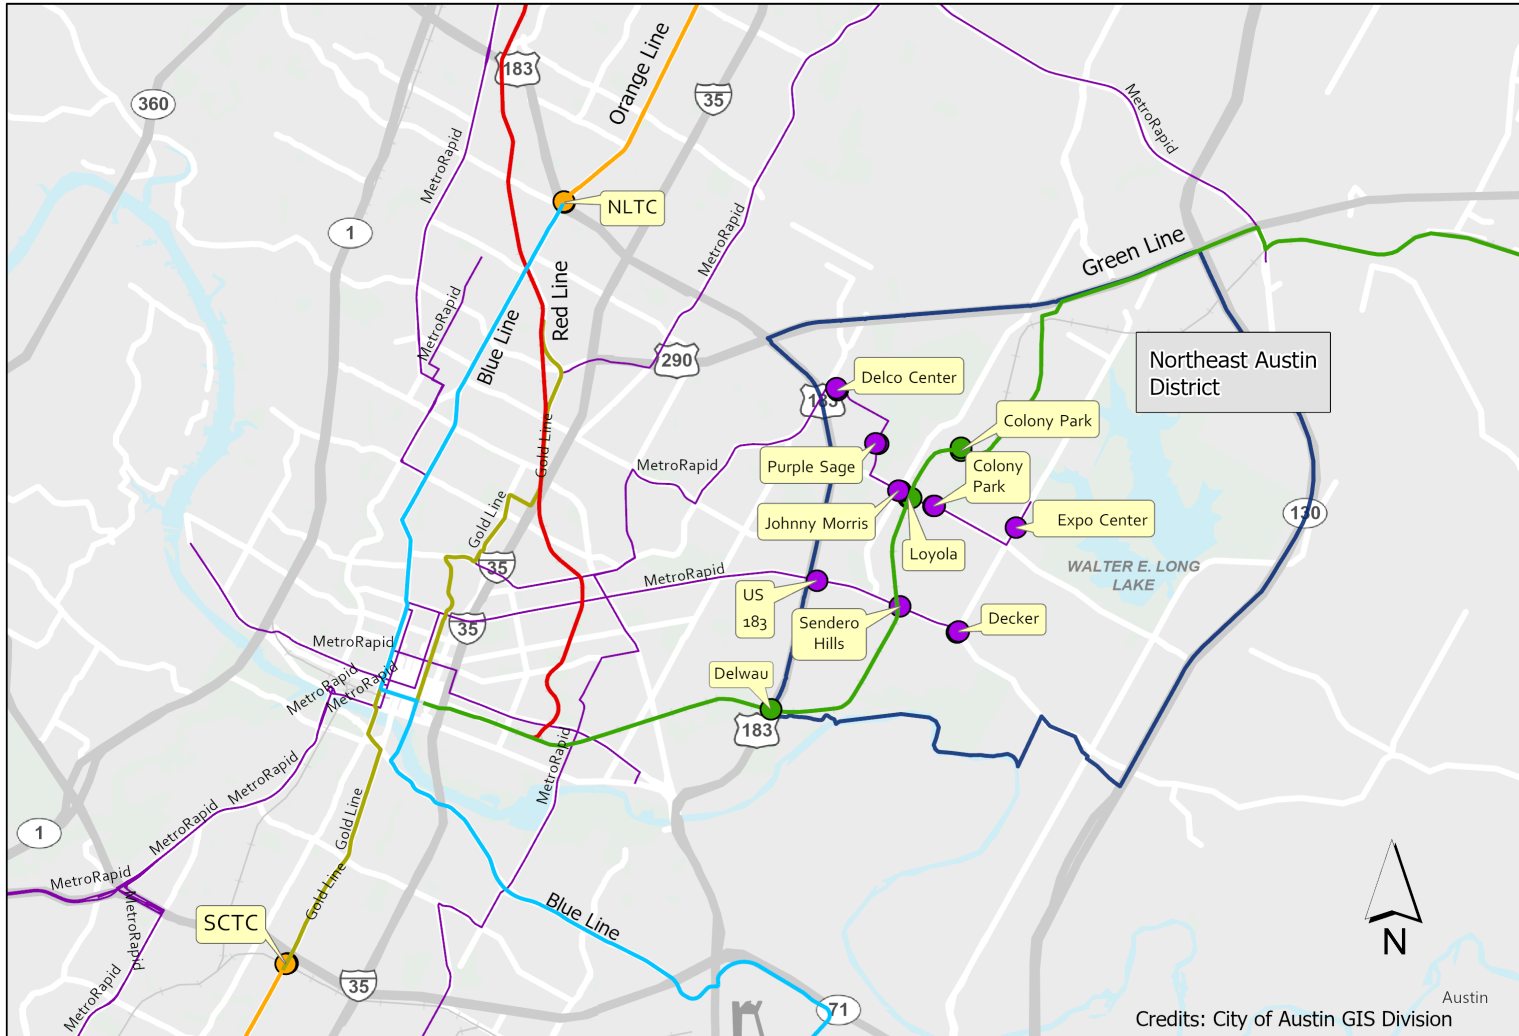 183
Orange Line
35
360
MetroRapid
MetroRapid
NLTC
1
MetroRapid
Green Line
Red Line
MetroRapid
Blue Line
290
Northeast Austin
District
Delco Center
183
Colony Park
Gold Line
MetroRapid
Purple Sage
Colony
Park
Gold Line
Johnny Morris
Expo Center
130
Loyola
35
MetroRapid
WALTER E. LONG
LAKE
US
183
Sendero
Hills
Decker
35
MetroRapid
MetroRapid
MetroRapid
Delwau
183
MetroRapid
MetroRapid
MetroRapid
Gold Line
1
MetroRapid
MetroRapid
Gold Line
SCTC
Blue Line
N
MetroRapid
35
71
Austin
Credits: City of Austin GIS Division